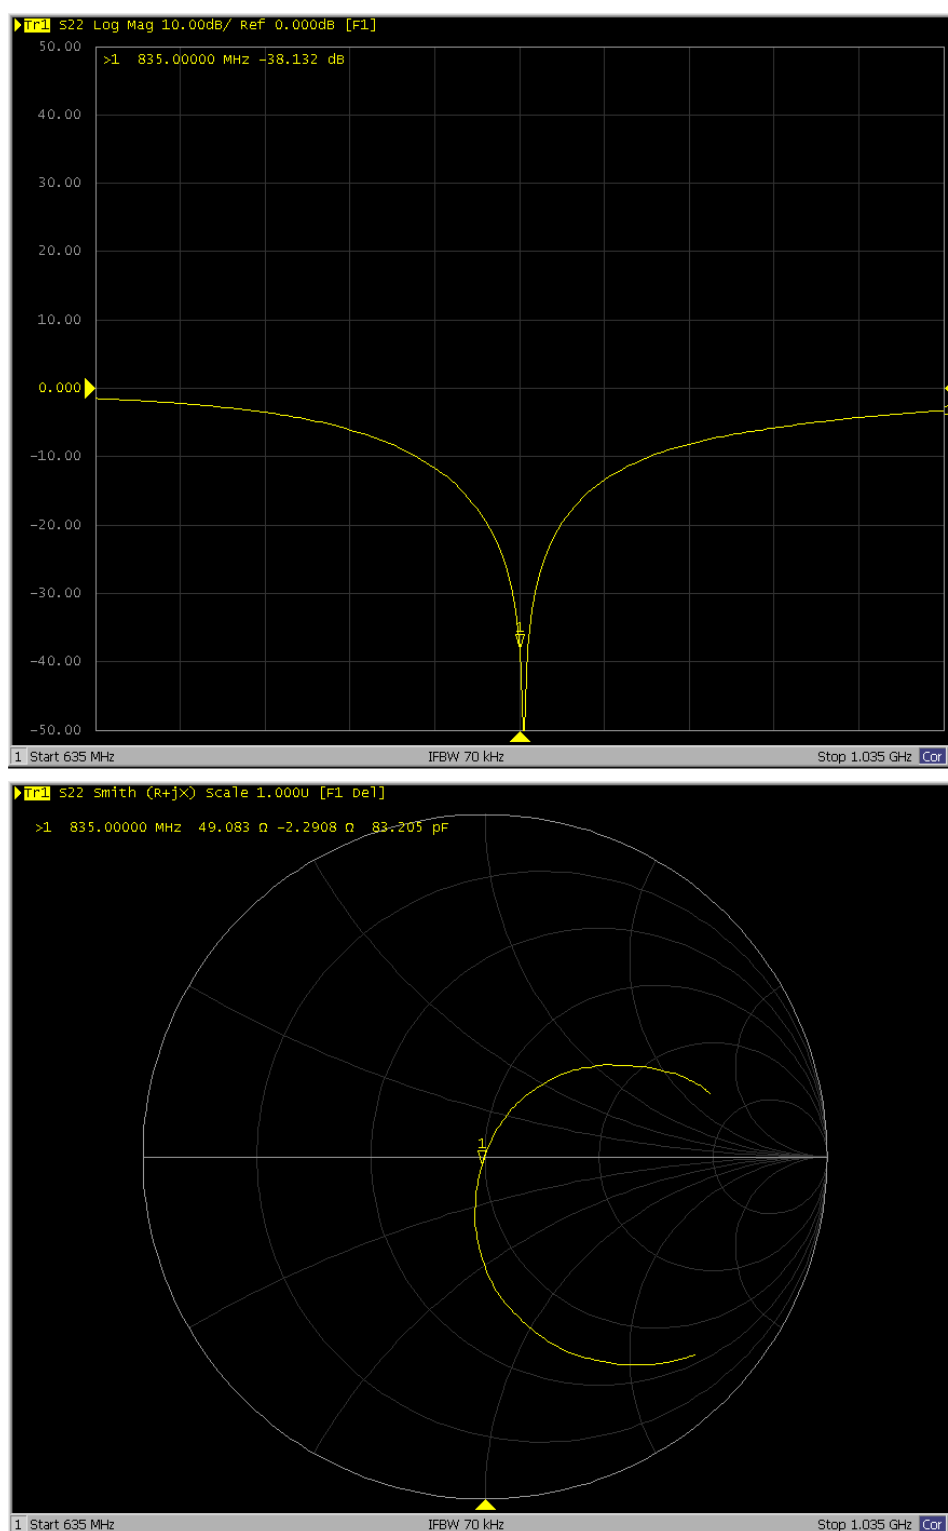 Tr1 S22 Log Mag 10.00dB/ Ref 0.000dB [F1]
50.00
>1 835.00000 MHz -38.132 dB
40.00
30.00
20.00
10.00
0.000
-10.00
-20.00
-30.00
1
-40.00
-50.00
1 Start 635 MHz IFBW 70 kHz Stop 1.035 GHz Cor
Tr1 S22 Smith (R+jX) Scale 1.000U [F1 Del]
>1 835.00000 MHz 49.083 Ω -2.2908 Ω 83.205 pF
1
1 Start 635 MHz IFBW 70 kHz Stop 1.035 GHz Cor